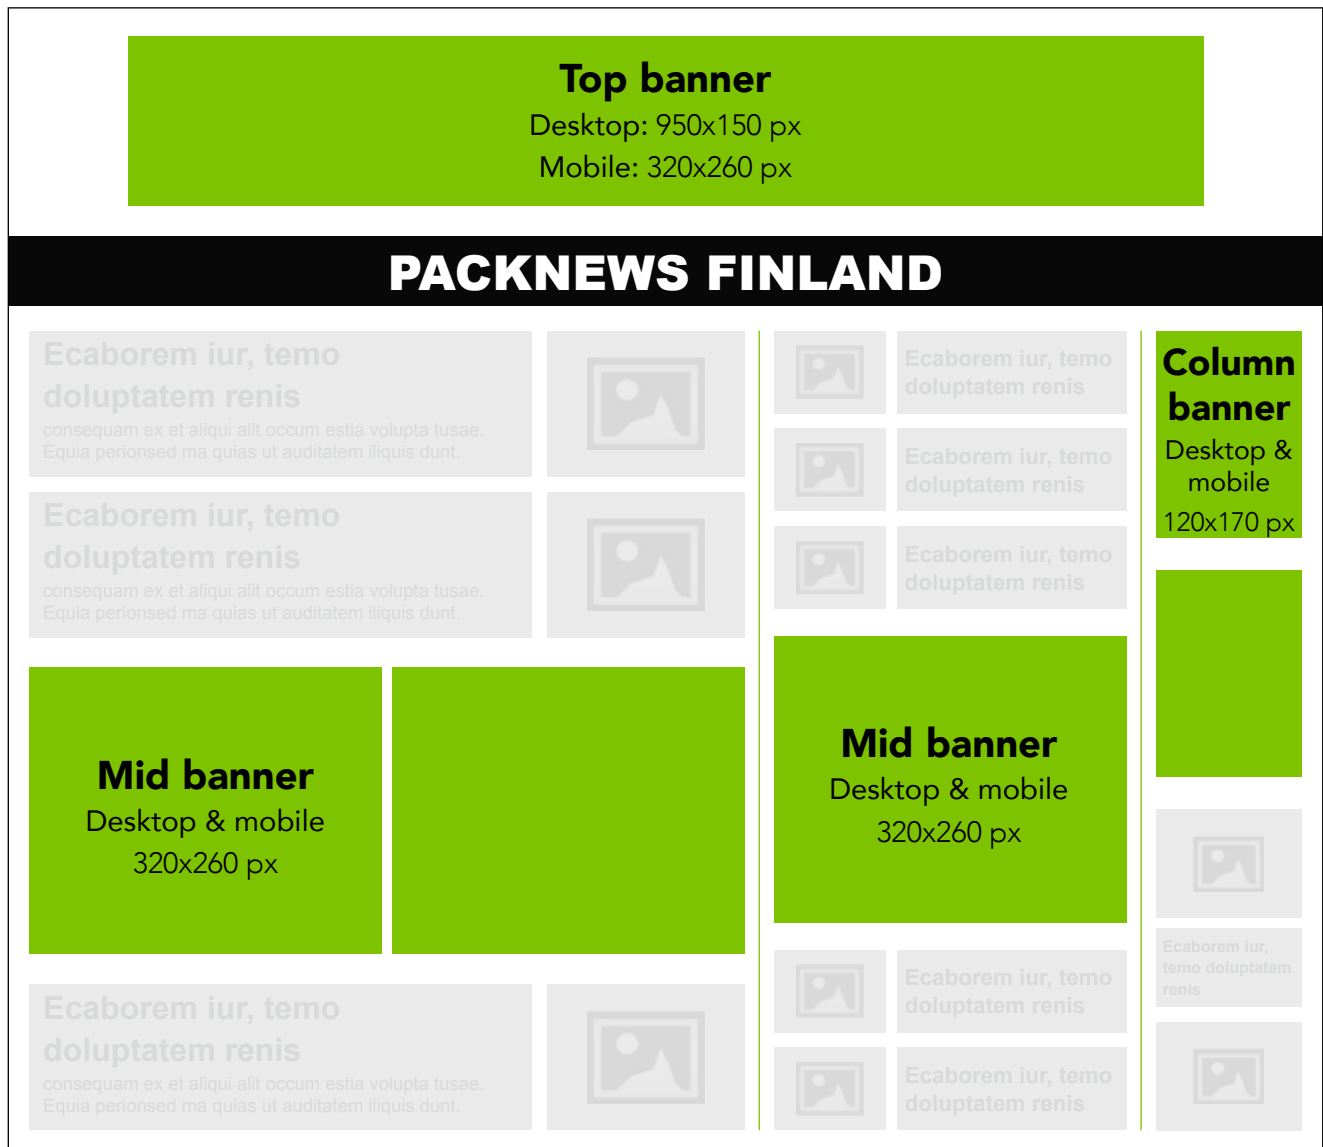 Top banner
Desktop: 950x150 px
Mobile: 320x260 px
PACKNEWS FINLAND
Ecaborem iur, temo
doluptatem renis
consequam ex et aliqui alit occum estia volupta tusae.
Equia perionsed ma quias ut auditatem iliquis dunt.
Ecaborem iur, temo
doluptatem renis
consequam ex et aliqui alit occum estia volupta tusae.
Equia perionsed ma quias ut auditatem iliquis dunt.
Mid banner
Desktop & mobile
320x260 px
Ecaborem iur, temo
doluptatem renis
consequam ex et aliqui alit occum estia volupta tusae.
Equia perionsed ma quias ut auditatem iliquis dunt.
Ecaborem iur, temo
doluptatem renis
Ecaborem iur, temo
doluptatem renis
Ecaborem iur, temo
doluptatem renis
Mid banner
Desktop & mobile
320x260 px
Ecaborem iur, temo
doluptatem renis
Ecaborem iur, temo
doluptatem renis
Column
banner
Desktop &
mobile
120x170 px
Ecaborem iur,
temo doluptatem
renis